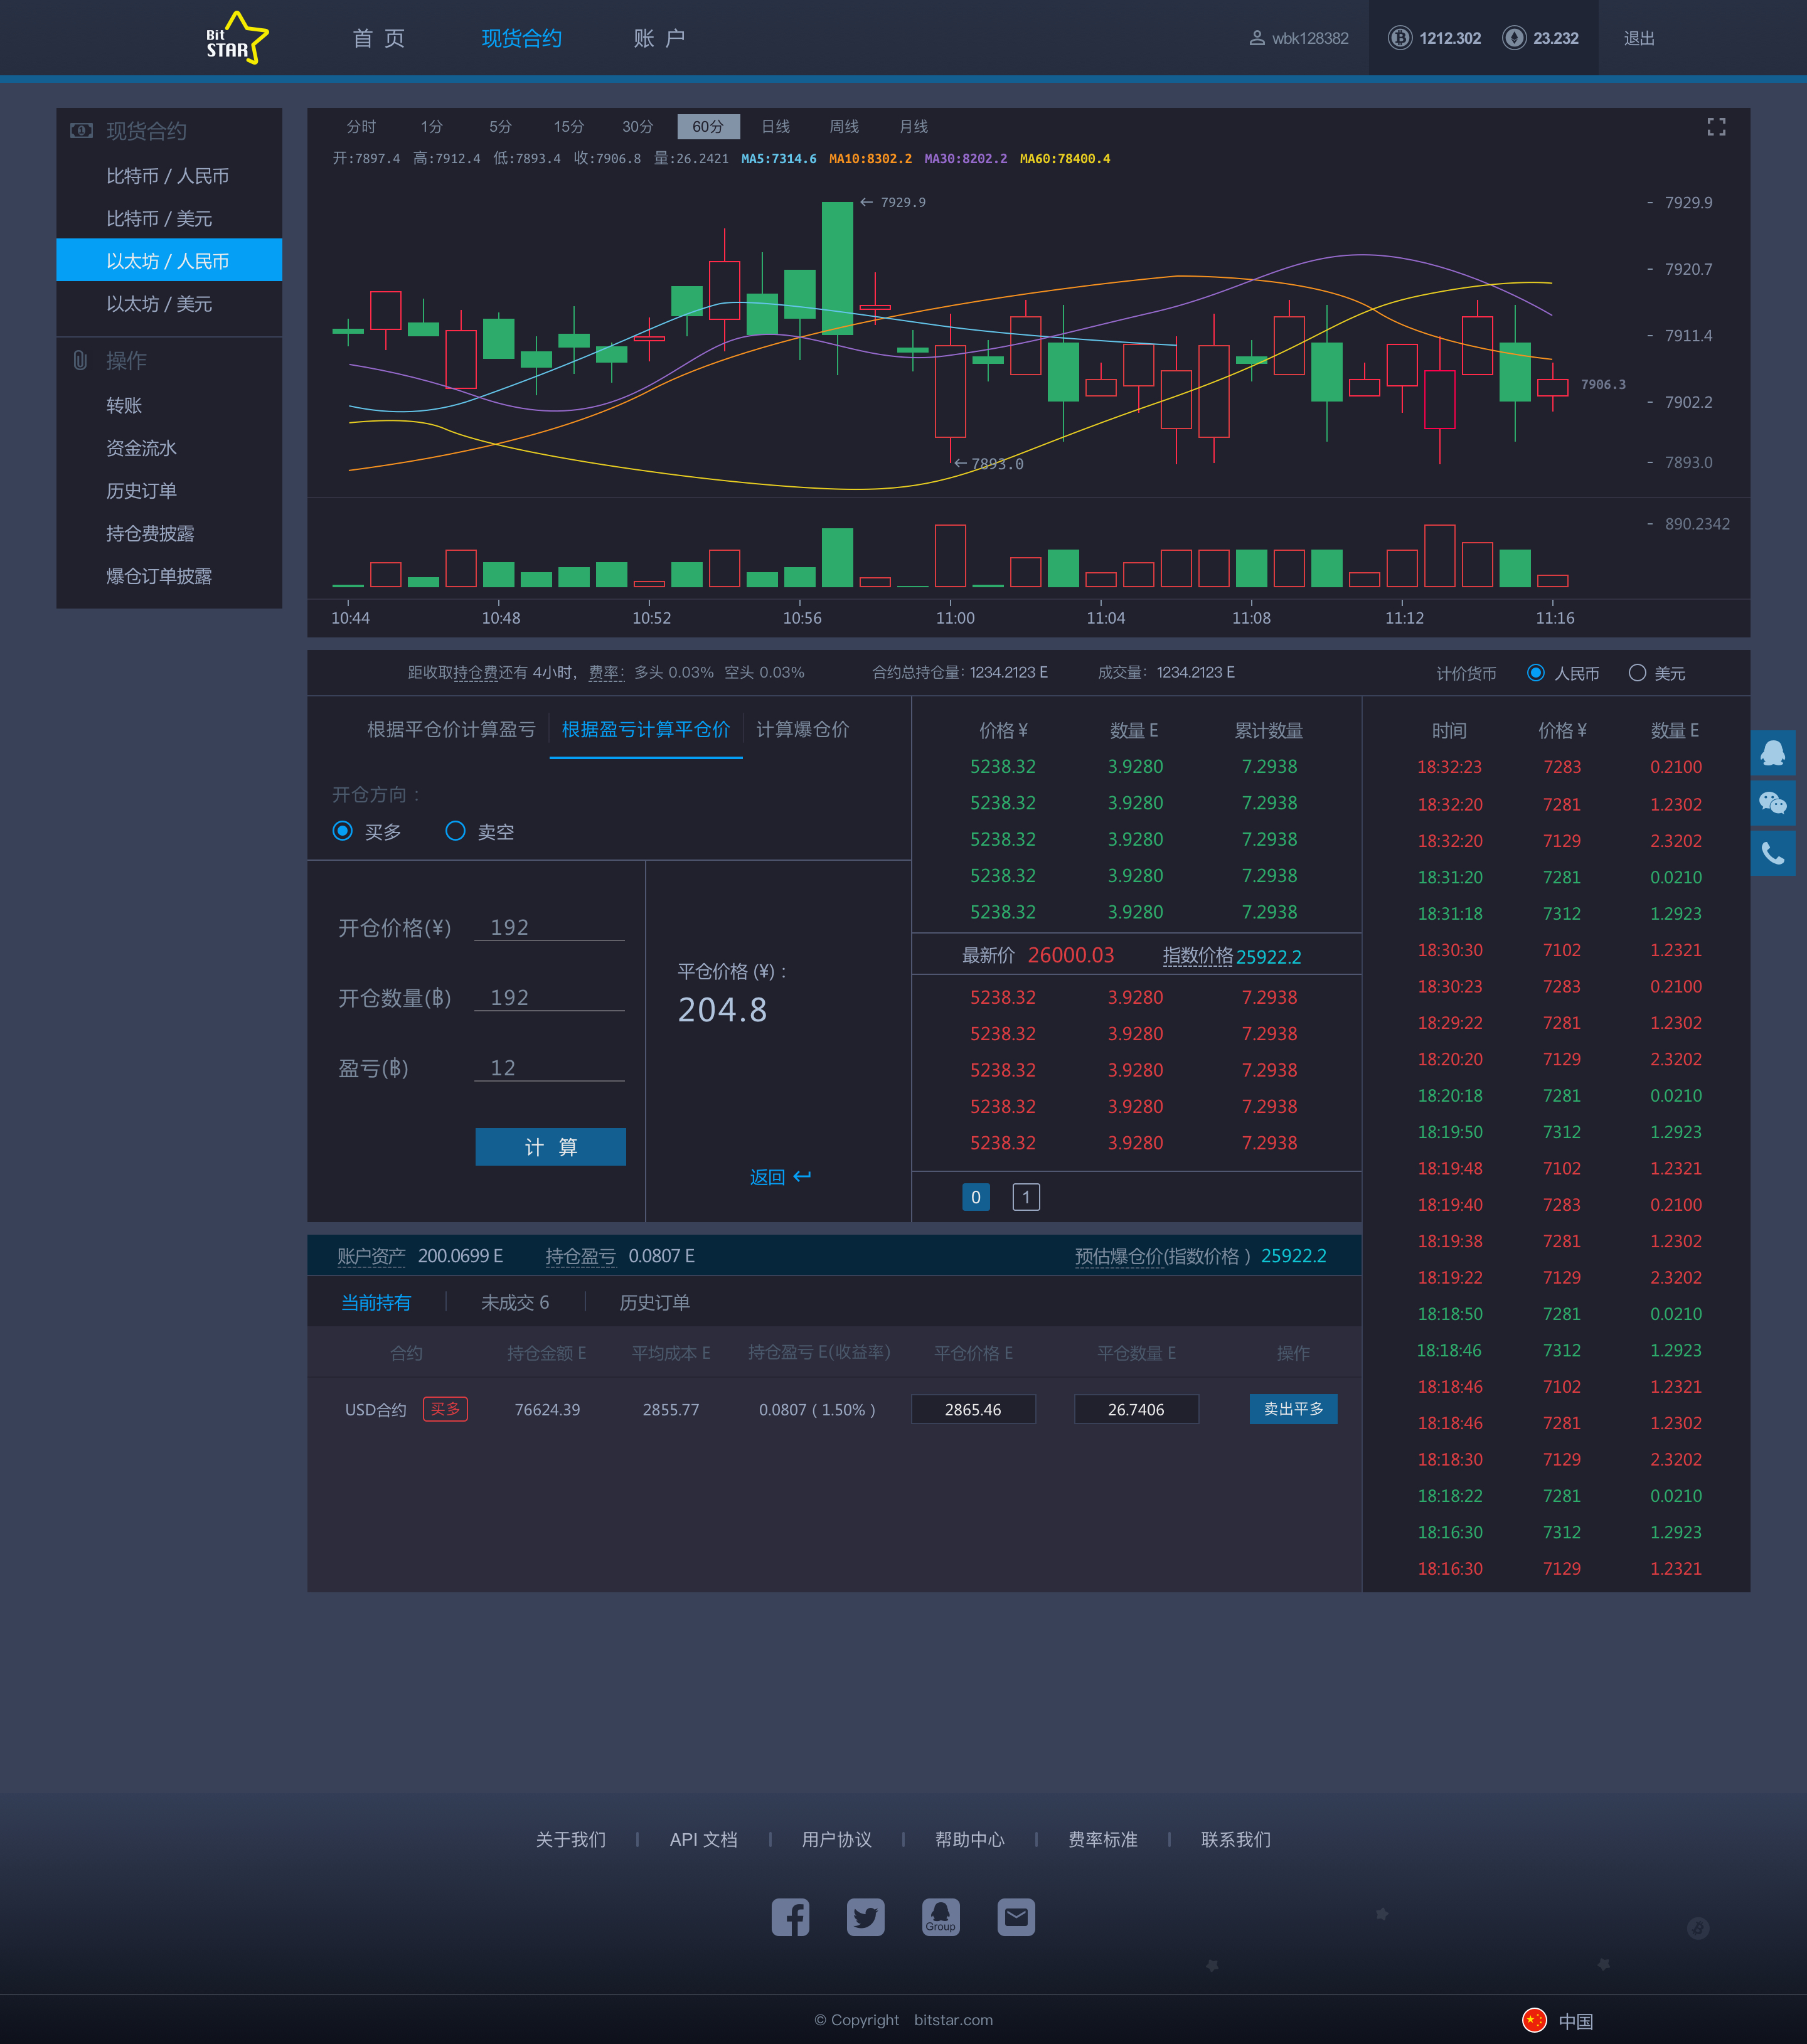 Bit
STAR
首 页 现货合约 账 户 wbk128382 1212.302 23.232 退出
现货合约
比特币 / 人民币
比特币 / 美元
以太坊 / 人民币
以太坊 / 美元
操作
转账
资金流水
历史订单
持仓费披露
爆仓订单披露
分时 1分 5分 15分 30分 60分 日线 周线 月线
开:7897.4 高:7912.4 低:7893.4 收:7906.8 量:26.2421 MA5:7314.6 MA10:8302.2 MA30:8202.2 MA60:78400.4
← 7929.9 - 7929.9
- 7920.7
- 7911.4
7906.3
- 7902.2
←7893.0 - 7893.0
- 890.2342
10:44 10:48 10:52 10:56 11:00 11:04 11:08 11:12 11:16
距收取持仓费还有 4小时, 费率: 多头 0.03% 空头 0.03% 合约总持仓量: 1234.2123 E 成交量: 1234.2123 E 计价货币 人民币 美元
根据平仓价计算盈亏 根据盈亏计算平仓价 计算爆仓价
开仓方向 :
买多 卖空
开仓价格(¥) 192
开仓数量(฿) 192
盈亏(฿) 12
计 算
平仓价格 (¥) :
204.8
返回
价格 ¥ 数量 E 累计数量
5238.32 3.9280 7.2938
5238.32 3.9280 7.2938
5238.32 3.9280 7.2938
5238.32 3.9280 7.2938
5238.32 3.9280 7.2938
最新价 26000.03 指数价格 25922.2
5238.32 3.9280 7.2938
5238.32 3.9280 7.2938
5238.32 3.9280 7.2938
5238.32 3.9280 7.2938
5238.32 3.9280 7.2938
0 1
时间 价格 ¥ 数量 E
18:32:23 7283 0.2100
18:32:20 7281 1.2302
18:32:20 7129 2.3202
18:31:20 7281 0.0210
18:31:18 7312 1.2923
18:30:30 7102 1.2321
18:30:23 7283 0.2100
18:29:22 7281 1.2302
18:20:20 7129 2.3202
18:20:18 7281 0.0210
18:19:50 7312 1.2923
18:19:48 7102 1.2321
18:19:40 7283 0.2100
18:19:38 7281 1.2302
18:19:22 7129 2.3202
18:18:50 7281 0.0210
18:18:46 7312 1.2923
18:18:46 7102 1.2321
18:18:46 7281 1.2302
18:18:30 7129 2.3202
18:18:22 7281 0.0210
18:16:30 7312 1.2923
18:16:30 7129 1.2321
账户资产 200.0699 E 持仓盈亏 0.0807 E 预估爆仓价(指数价格 ) 25922.2
当前持有 未成交 6 历史订单
合约 持仓金额 E 平均成本 E 持仓盈亏 E(收益率) 平仓价格 E 平仓数量 E 操作
USD合约 买多 76624.39 2855.77 0.0807 ( 1.50% ) 2865.46 26.7406 卖出平多
关于我们 | API 文档 | 用户协议 | 帮助中心 | 费率标准 | 联系我们
Group
© Copyright bitstar.com 中国